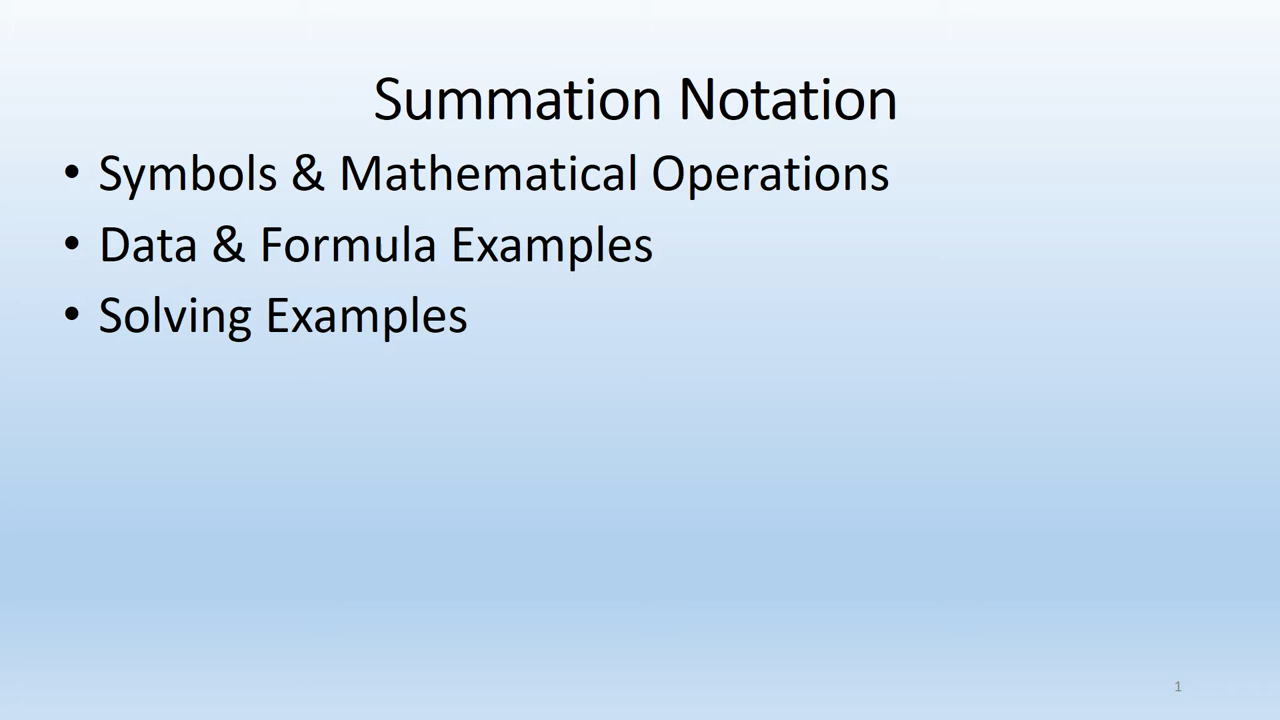 Summation Notation
• Symbols & Mathematical Operations
• Data & Formula Examples
• Solving Examples
1